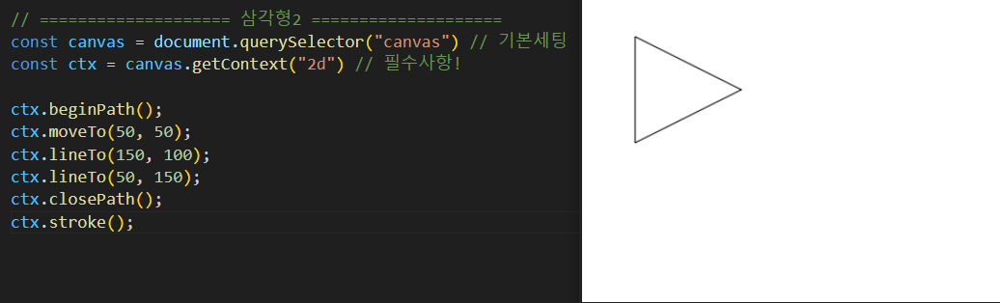 // ==================== 삼각형2 ====================
const canvas = document.querySelector("canvas") // 기본세팅
const ctx = canvas.getContext("2d") // 필수사항!
ctx.beginPath();
ctx.moveTo(50, 50);
ctx.lineTo(150, 100);
ctx.lineTo(50, 150);
ctx.closePath();
ctx.stroke();